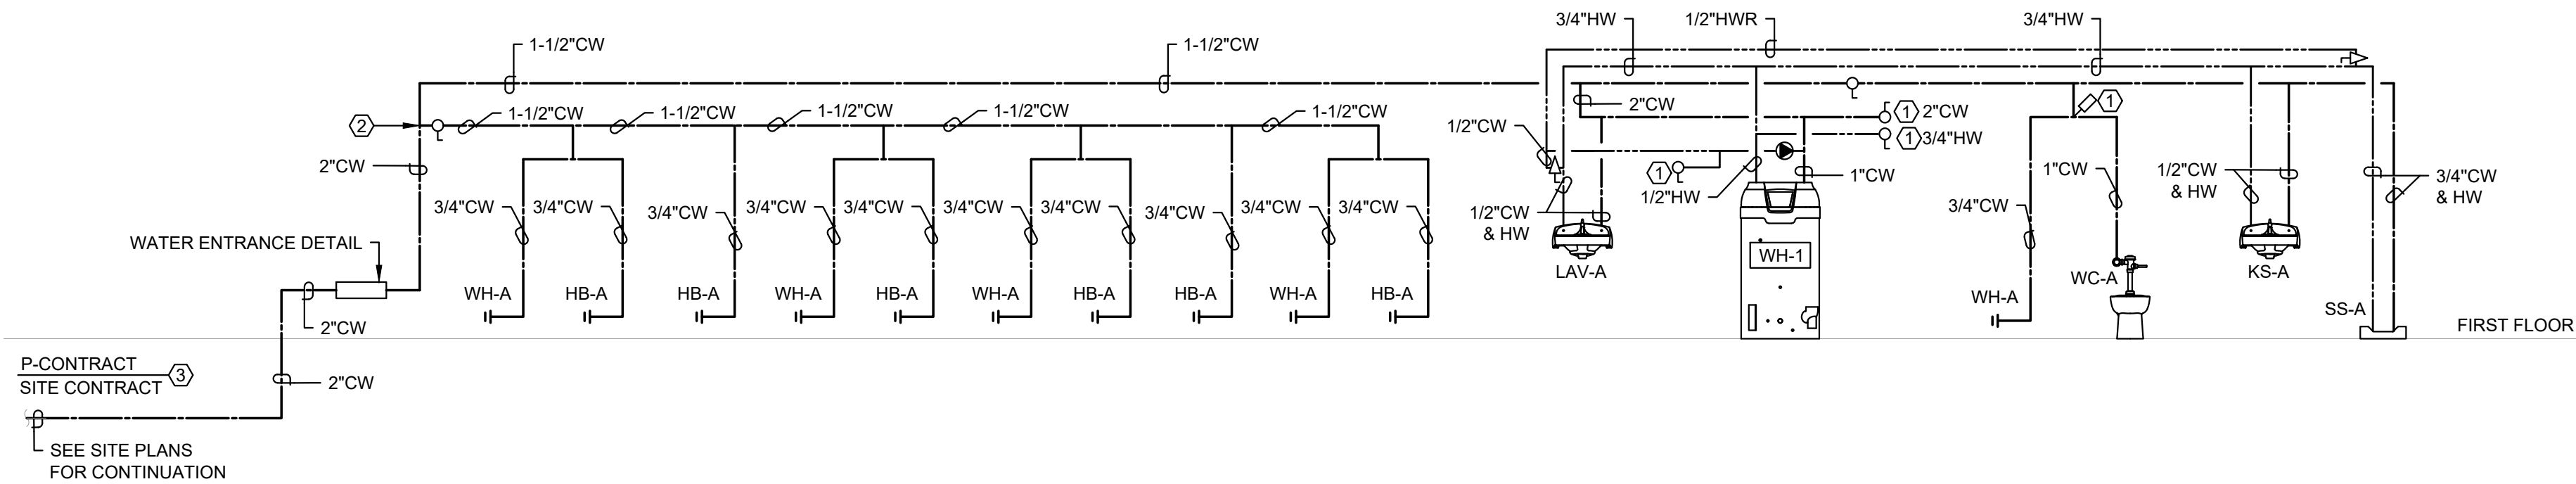 3/4"HW
1/2"HWR
3/4"HW
1-1/2"CW
1-1/2"CW
2
1-1/2"CW
1-1/2"CW
1-1/2"CW
1-1/2"CW
1-1/2"CW
2"CW
1/2"CW
1 2"CW
1 3/4"HW
1
2"CW
1
1"CW
1/2"HW
1"CW
1/2"CW
& HW
3/4"CW
& HW
3/4"CW
3/4"CW
3/4"CW
3/4"CW
3/4"CW
3/4"CW
3/4"CW
3/4"CW
3/4"CW
3/4"CW
1/2"CW
& HW
3/4"CW
WATER ENTRANCE DETAIL
WH-1
LAV-A
WC-A
KS-A
WH-A
HB-A
HB-A
WH-A
HB-A
WH-A
HB-A
HB-A
WH-A
HB-A
WH-A
SS-A
2"CW
FIRST FLOOR
P-CONTRACT
SITE CONTRACT
3
2"CW
SEE SITE PLANS
FOR CONTINUATION